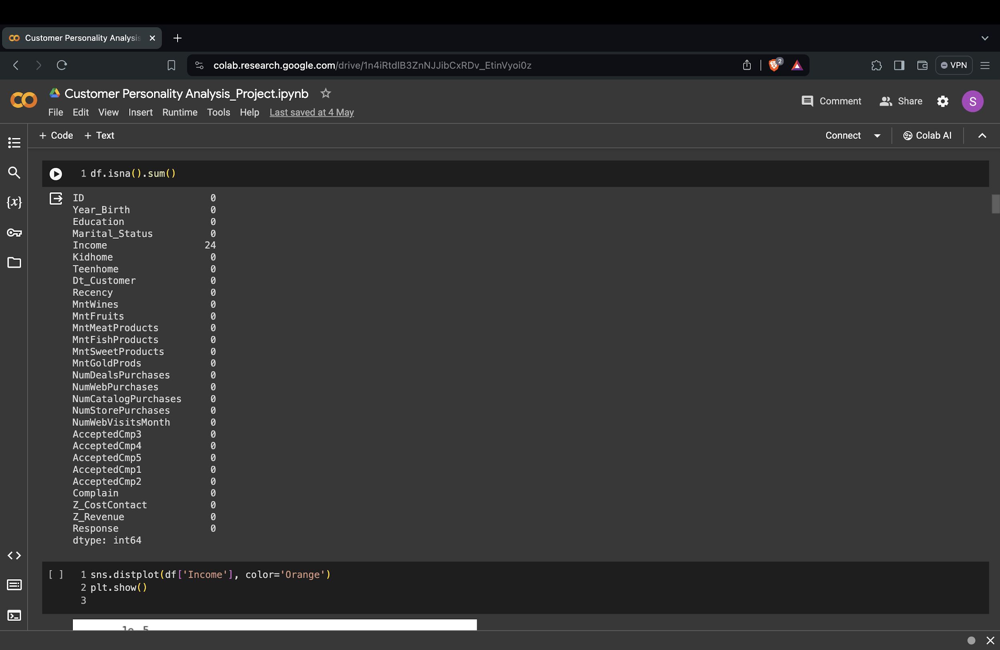 Customer Personality Analysis
colab.research.google.com/drive/1n4iRtdlB3ZnNJJibCxRDv_EtinVyoi0z
2
VPN
Customer Personality Analysis_Project.ipynb
Comment
Share
S
File Edit View Insert Runtime Tools Help Last saved at 4 May
+ Code + Text
Connect
Colab AI
{x}
1 df.isna().sum()
ID 0
Year_Birth 0
Education 0
Marital_Status 0
Income 24
Kidhome 0
Teenhome 0
Dt_Customer 0
Recency 0
MntWines 0
MntFruits 0
MntMeatProducts 0
MntFishProducts 0
MntSweetProducts 0
MntGoldProds 0
NumDealsPurchases 0
NumWebPurchases 0
NumCatalogPurchases 0
NumStorePurchases 0
NumWebVisitsMonth 0
AcceptedCmp3 0
AcceptedCmp4 0
AcceptedCmp5 0
AcceptedCmp1 0
AcceptedCmp2 0
Complain 0
Z_CostContact 0
Z_Revenue 0
Response 0
dtype: int64
[ ] 1 sns.distplot(df['Income'], color='Orange')
2 plt.show()
3